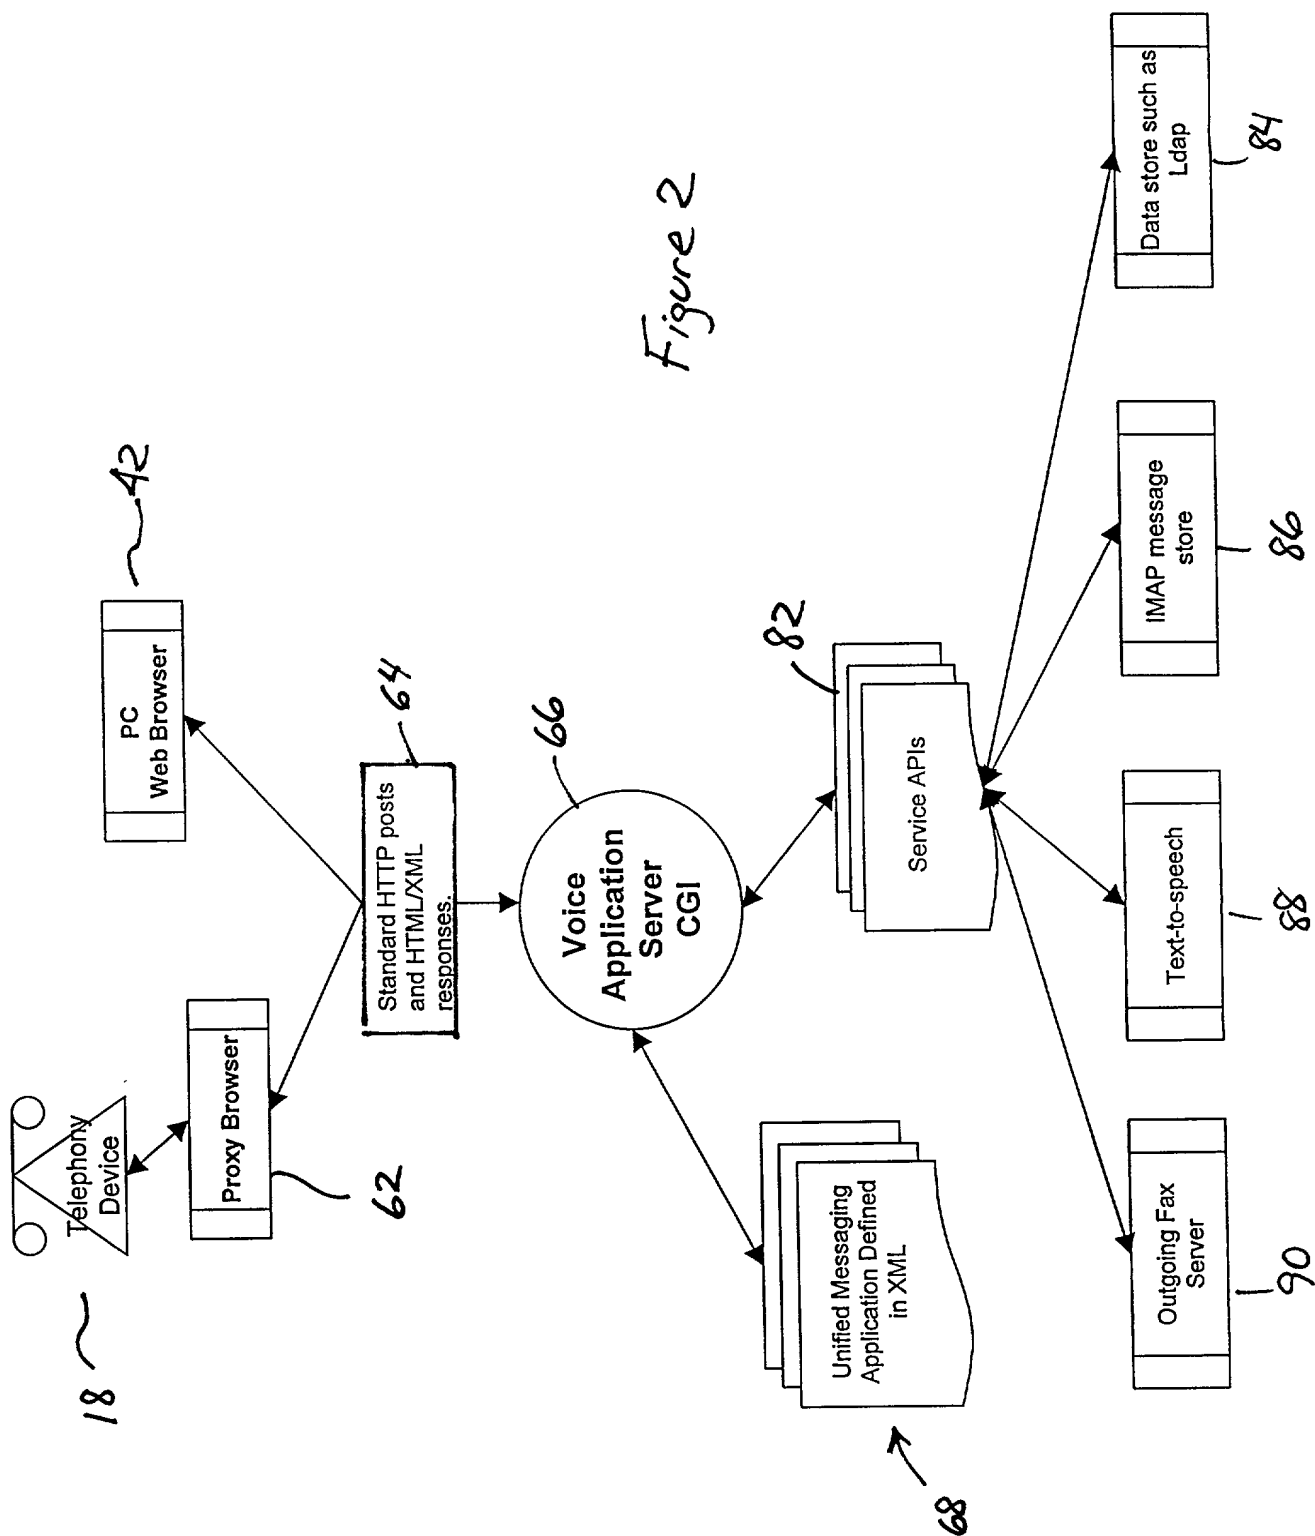 18
Telephony
Device
Proxy Browser
62
PC
Web Browser
42
Standard HTTP posts
and HTML/XML
responses.
64
Voice
Application
Server
CGI
66
Unified Messaging
Application Defined
in XML
68
Service APIs
82
Figure 2
Outgoing Fax
Server
90
Text-to-speech
88
IMAP message
store
86
Data store such as
Ldap
84